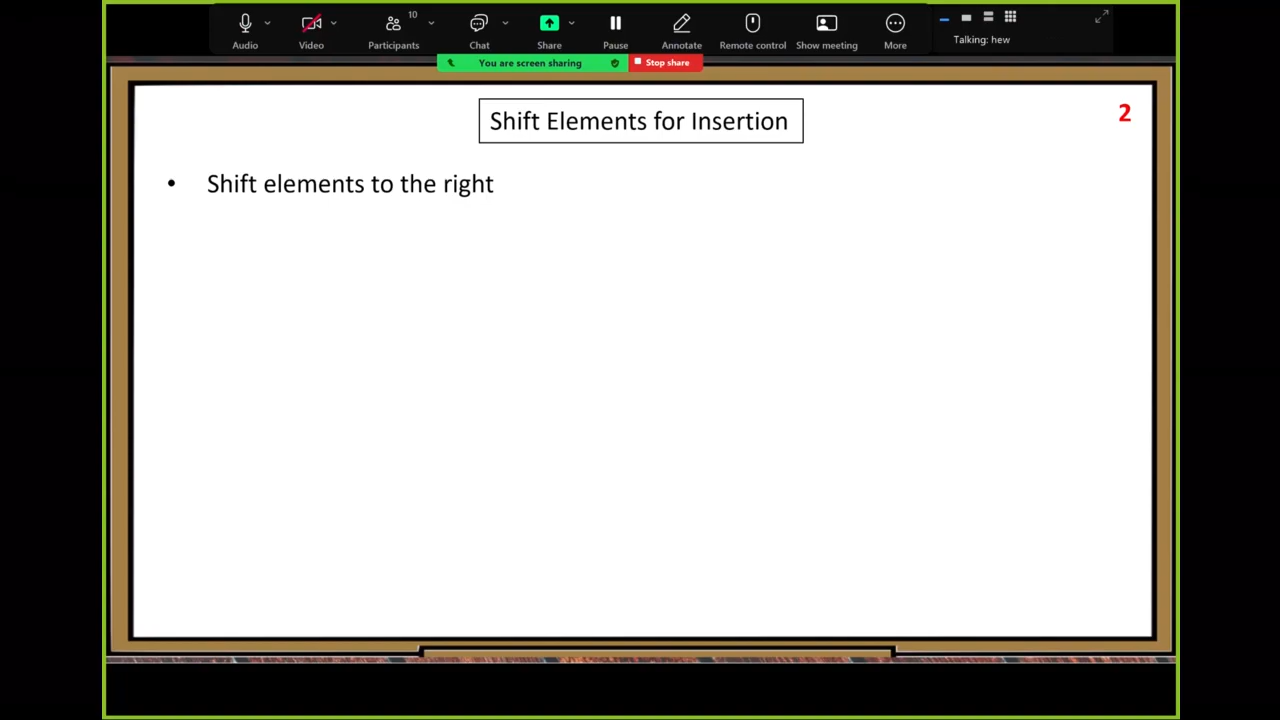 10
Audio Video Participants Chat Share Pause Annotate Remote control Show meeting More Talking: hew
You are screen sharing Stop share
Shift Elements for Insertion 2
• Shift elements to the right